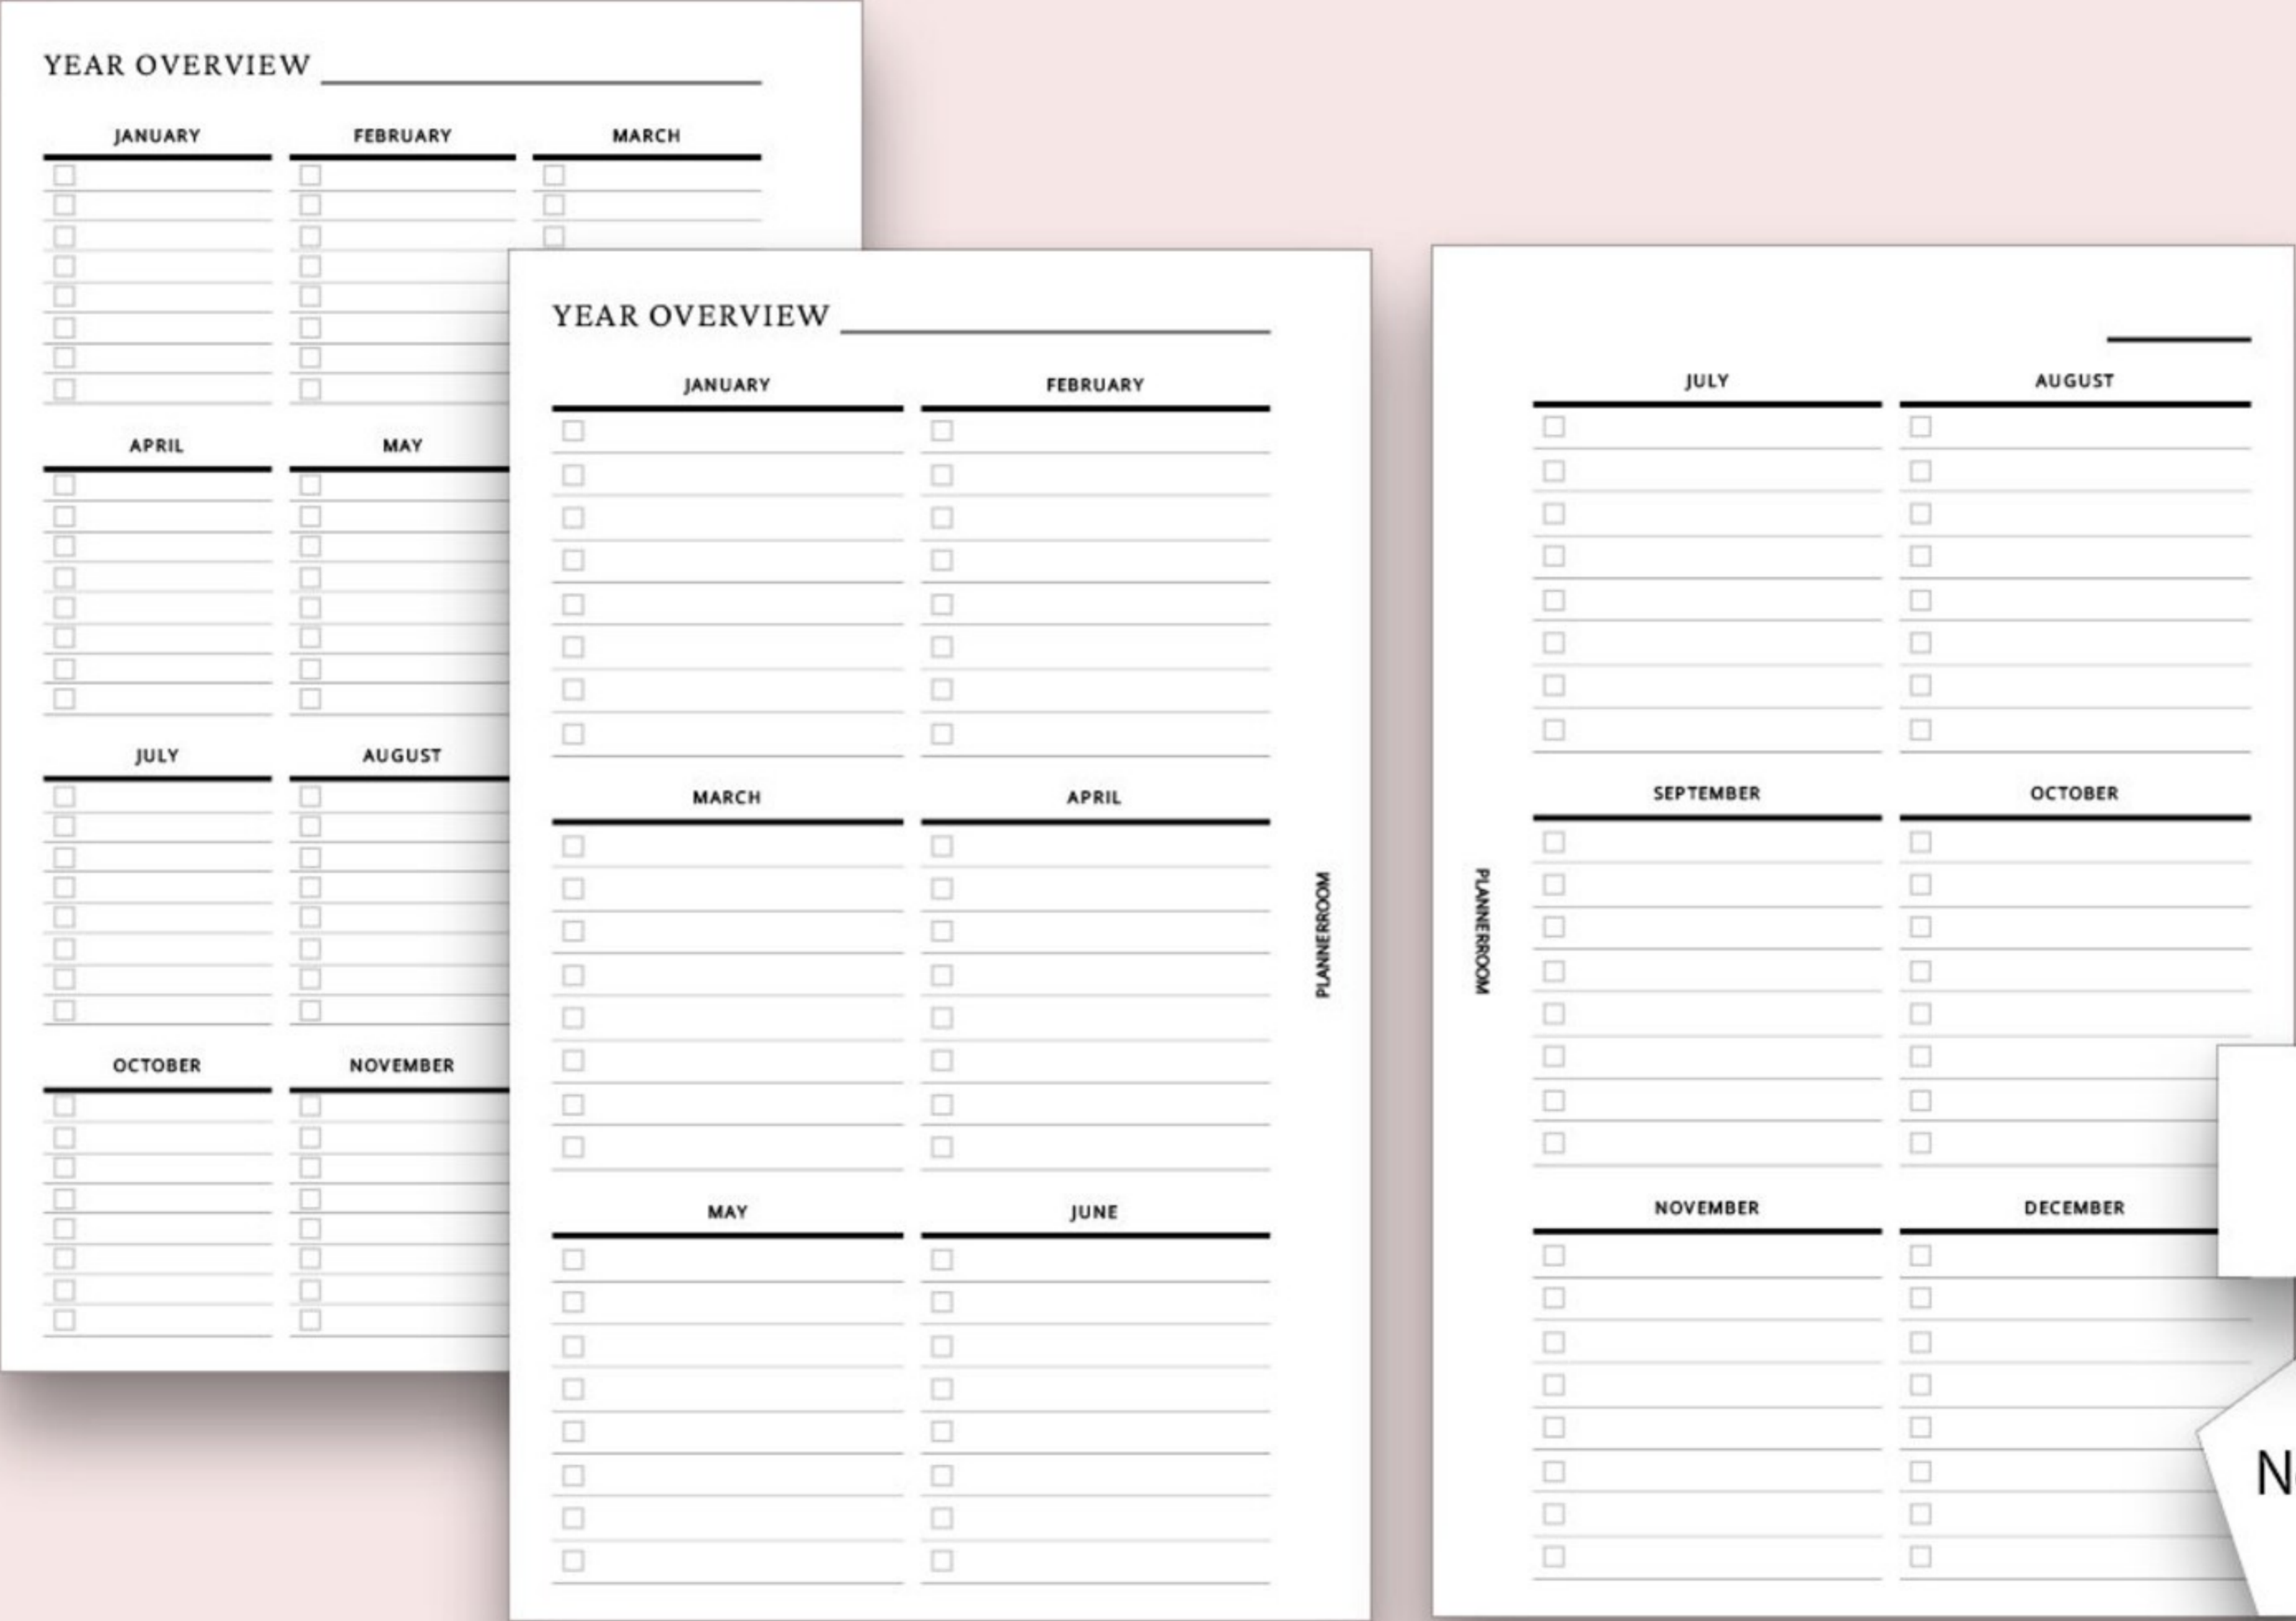 YEAR OVERVIEW
JANUARY FEBRUARY MARCH
APRIL MAY
JULY AUGUST
OCTOBER NOVEMBER
YEAR OVERVIEW
JANUARY FEBRUARY
MARCH APRIL
MAY JUNE
PLANNERROOM
JULY AUGUST
SEPTEMBER OCTOBER
NOVEMBER DECEMBER
PLANNERROOM